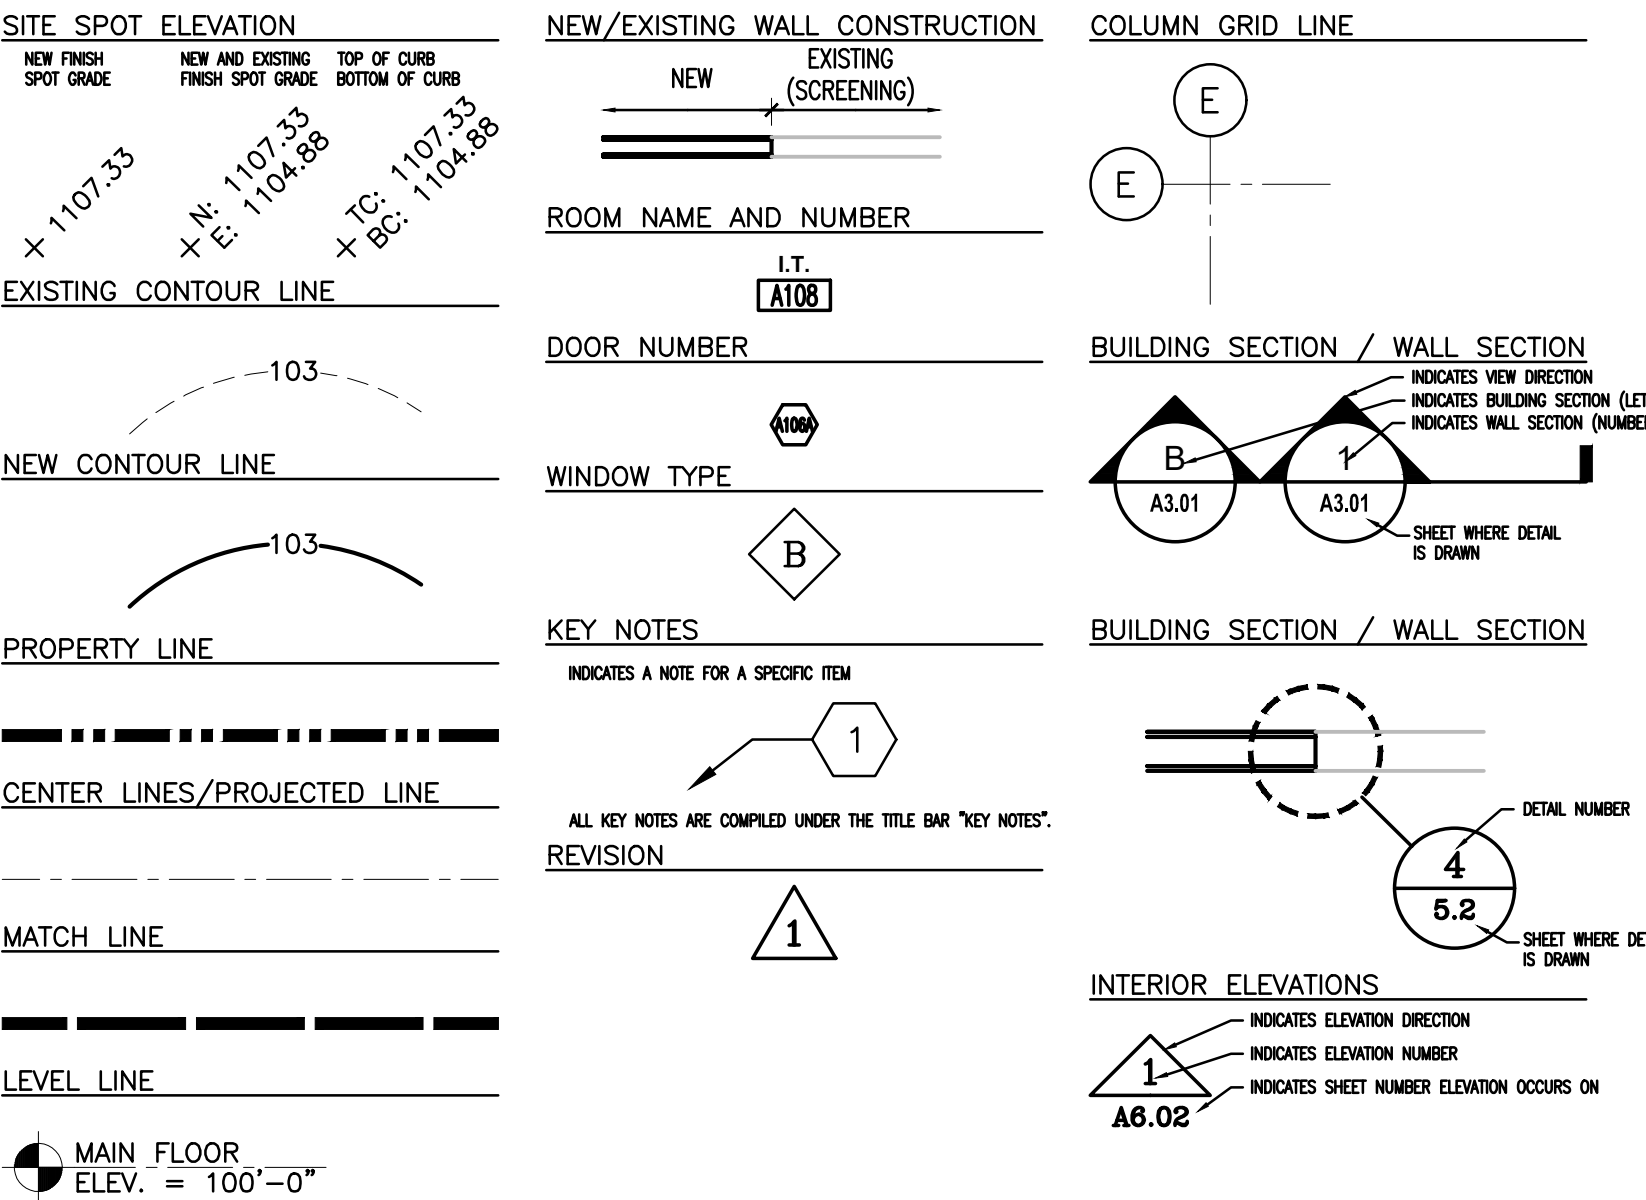 SITE SPOT ELEVATION
NEW FINISH
SPOT GRADE
NEW AND EXISTING
FINISH SPOT GRADE
TOP OF CURB
BOTTOM OF CURB
1107.33
N: 1107.33
E: 1104.88
TC: 1107.33
BC: 1104.88
EXISTING CONTOUR LINE
103
NEW CONTOUR LINE
103
PROPERTY LINE
CENTER LINES/PROJECTED LINE
MATCH LINE
LEVEL LINE
MAIN FLOOR
ELEV. = 100'-0"
NEW/EXISTING WALL CONSTRUCTION
NEW
EXISTING
(SCREENING)
ROOM NAME AND NUMBER
I.T.
A108
DOOR NUMBER
A106A
WINDOW TYPE
B
KEY NOTES
INDICATES A NOTE FOR A SPECIFIC ITEM
1
ALL KEY NOTES ARE COMPILED UNDER THE TITLE BAR "KEY NOTES".
REVISION
1
COLUMN GRID LINE
E
E
BUILDING SECTION / WALL SECTION
INDICATES VIEW DIRECTION
INDICATES BUILDING SECTION (LET
INDICATES WALL SECTION (NUMBER
B
A3.01
1
A3.01
SHEET WHERE DETAIL
IS DRAWN
BUILDING SECTION / WALL SECTION
DETAIL NUMBER
4
5.2
SHEET WHERE DE
IS DRAWN
INTERIOR ELEVATIONS
INDICATES ELEVATION DIRECTION
1
INDICATES ELEVATION NUMBER
INDICATES SHEET NUMBER ELEVATION OCCURS ON
A6.02